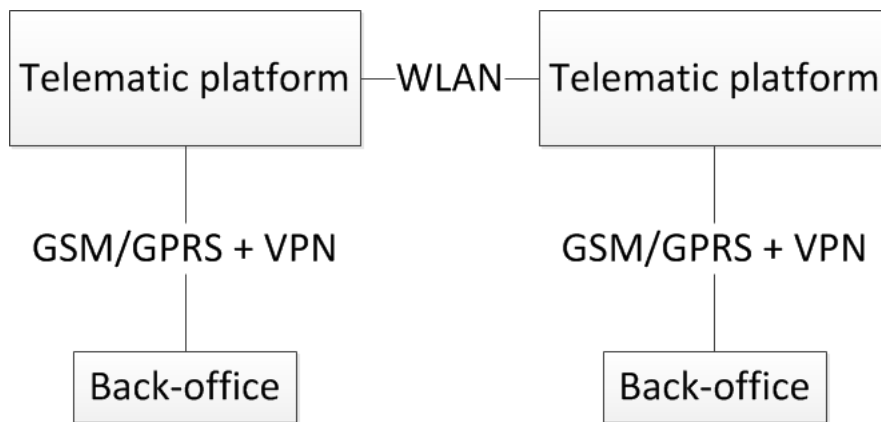 Telematic platform
WLAN
Telematic platform
GSM/GPRS + VPN
GSM/GPRS + VPN
Back-office
Back-office